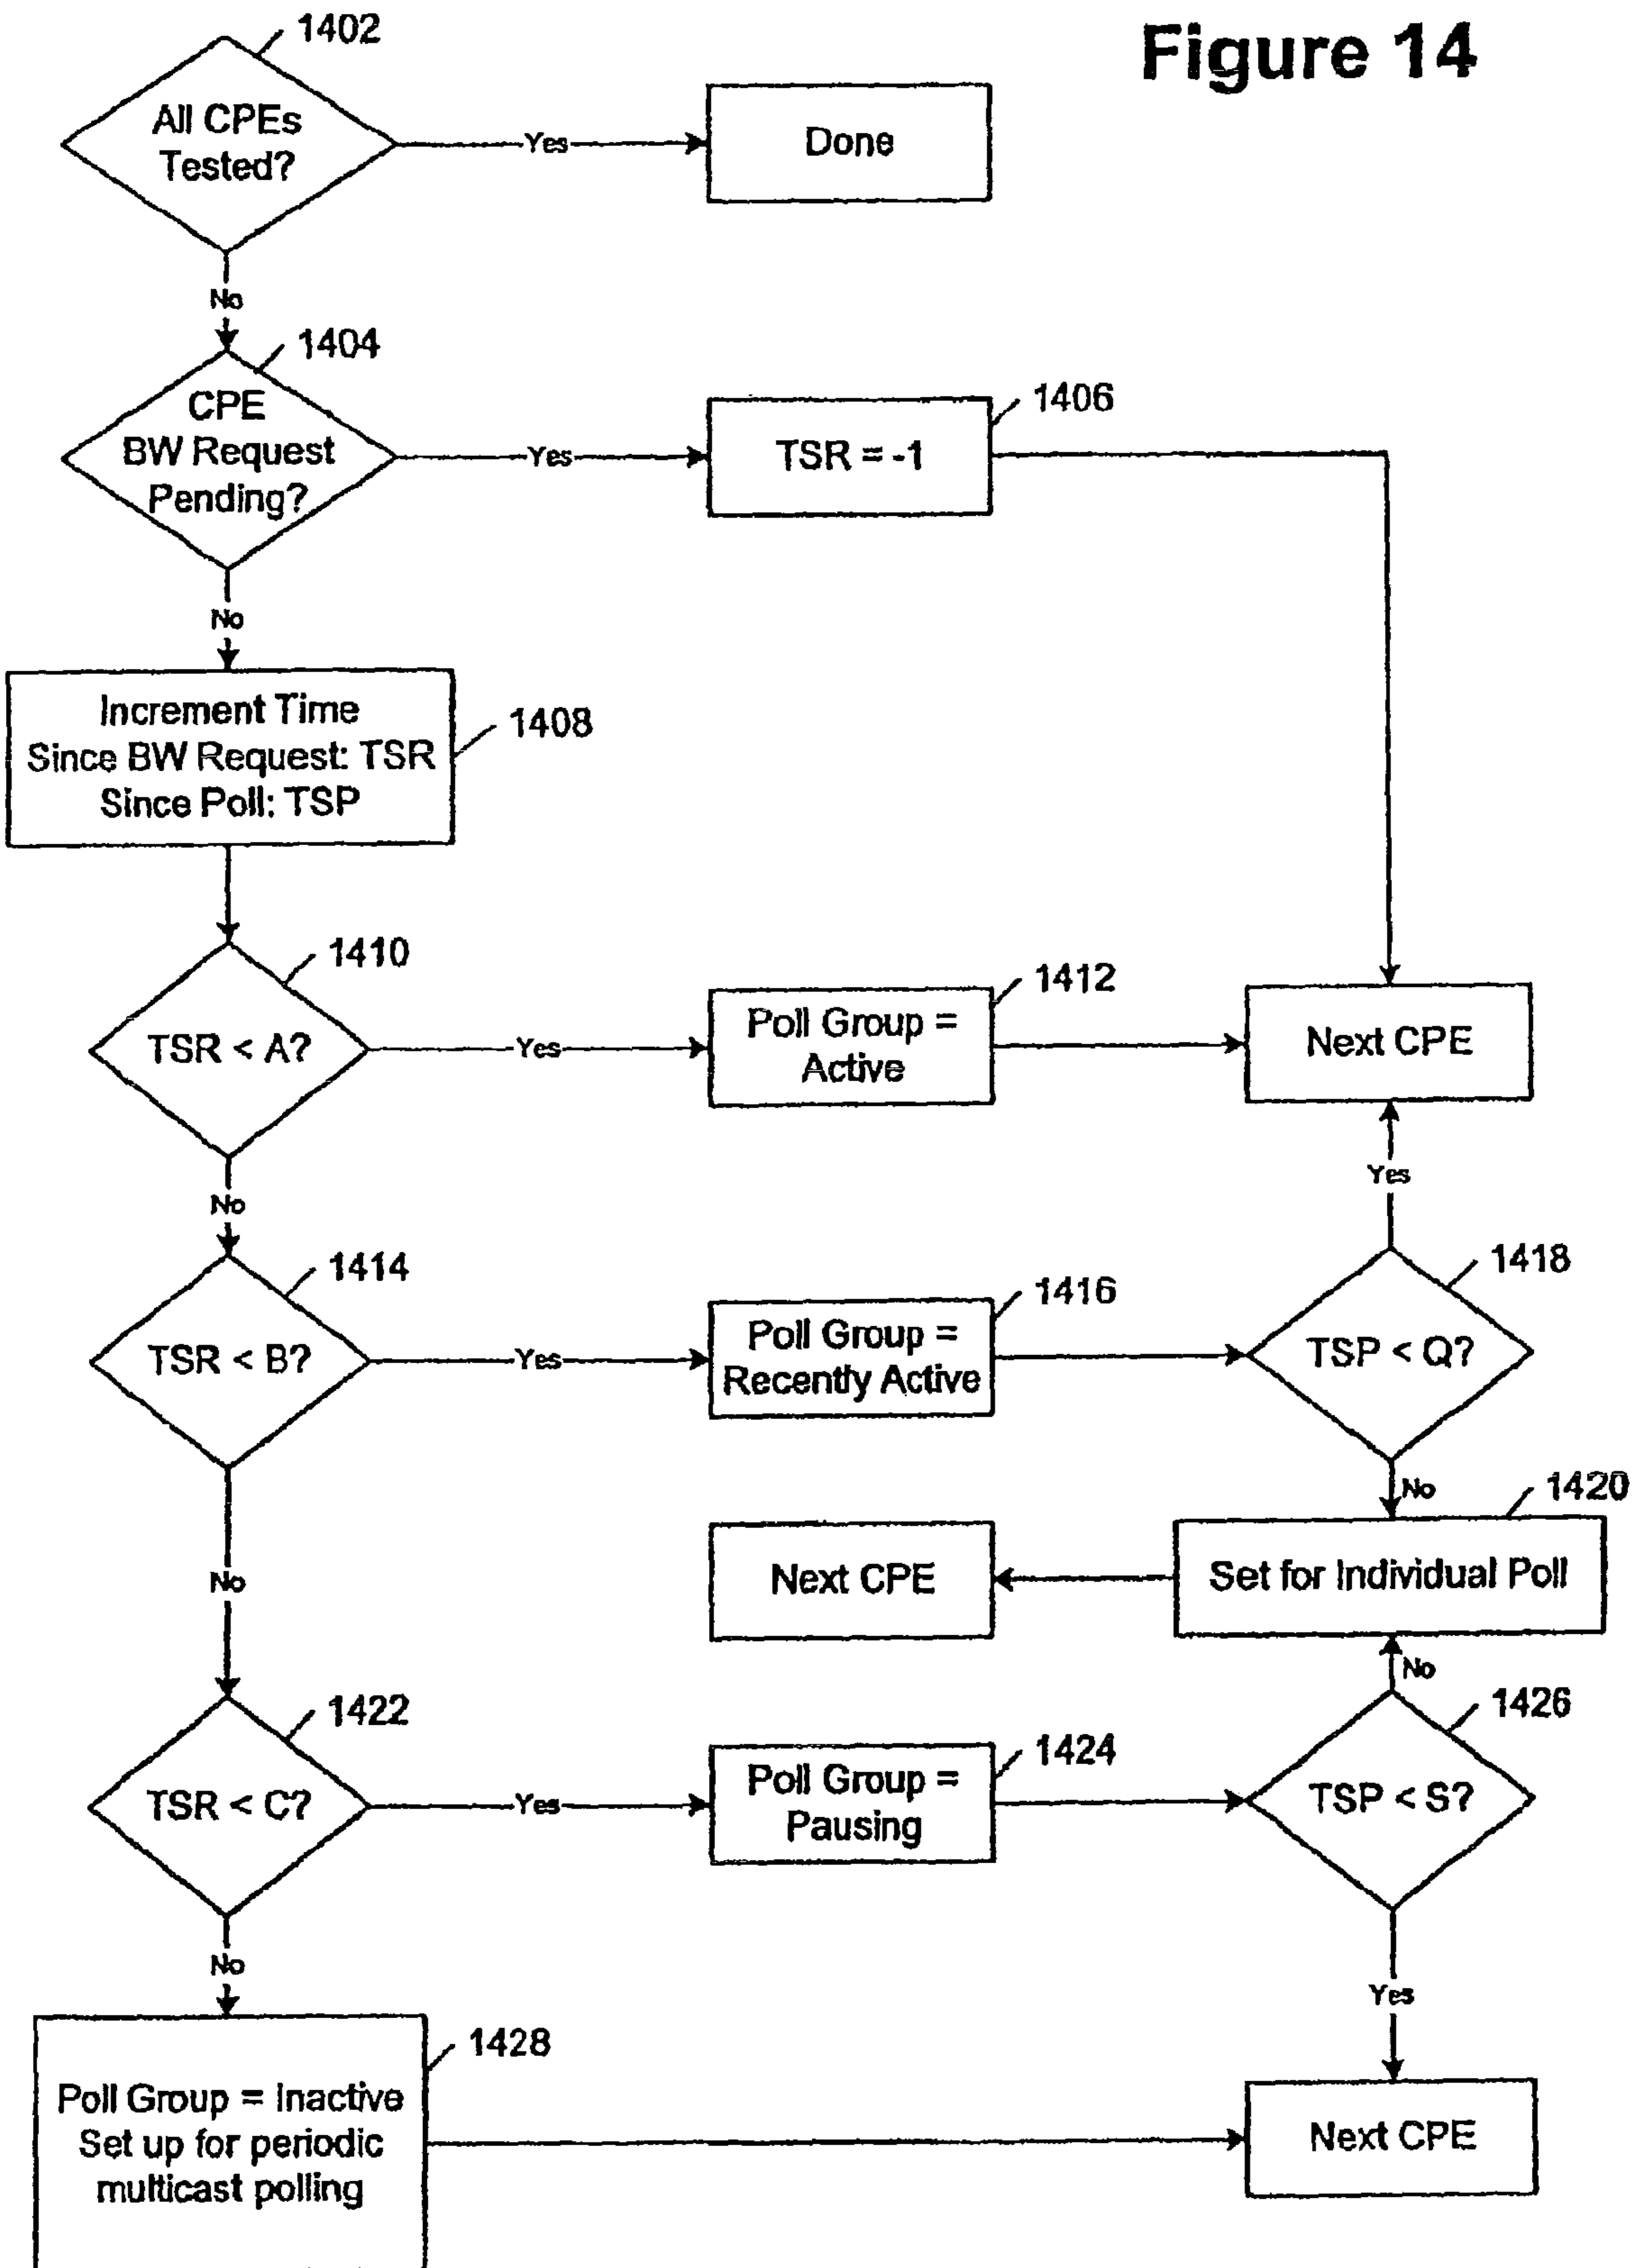 Figure 14
1402
All CPEs
Tested?
Yes
Done
No
1404
CPE
BW Request
Pending?
Yes
1406
TSR = -1
No
Increment Time
Since BW Request: TSR
Since Poll: TSP
1408
1410
TSR < A?
Yes
1412
Poll Group =
Active
Next CPE
No
Yes
1414
TSR < B?
Yes
1416
Poll Group =
Recently Active
1418
TSP < Q?
No
1420
Set for Individual Poll
Next CPE
No
No
1422
TSR < C?
Yes
1424
Poll Group =
Pausing
1426
TSP < S?
No
Yes
1428
Poll Group = Inactive
Set up for periodic
multicast polling
Next CPE